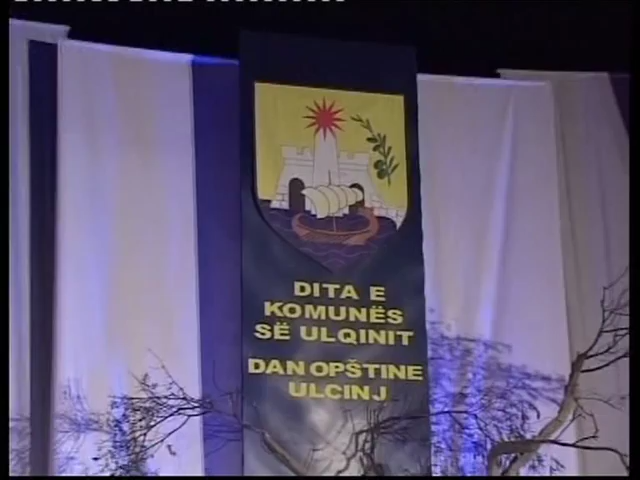 DITA E
KOMUNËS
SË ULQINIT
DAN OPŠTINE
ULCINJ